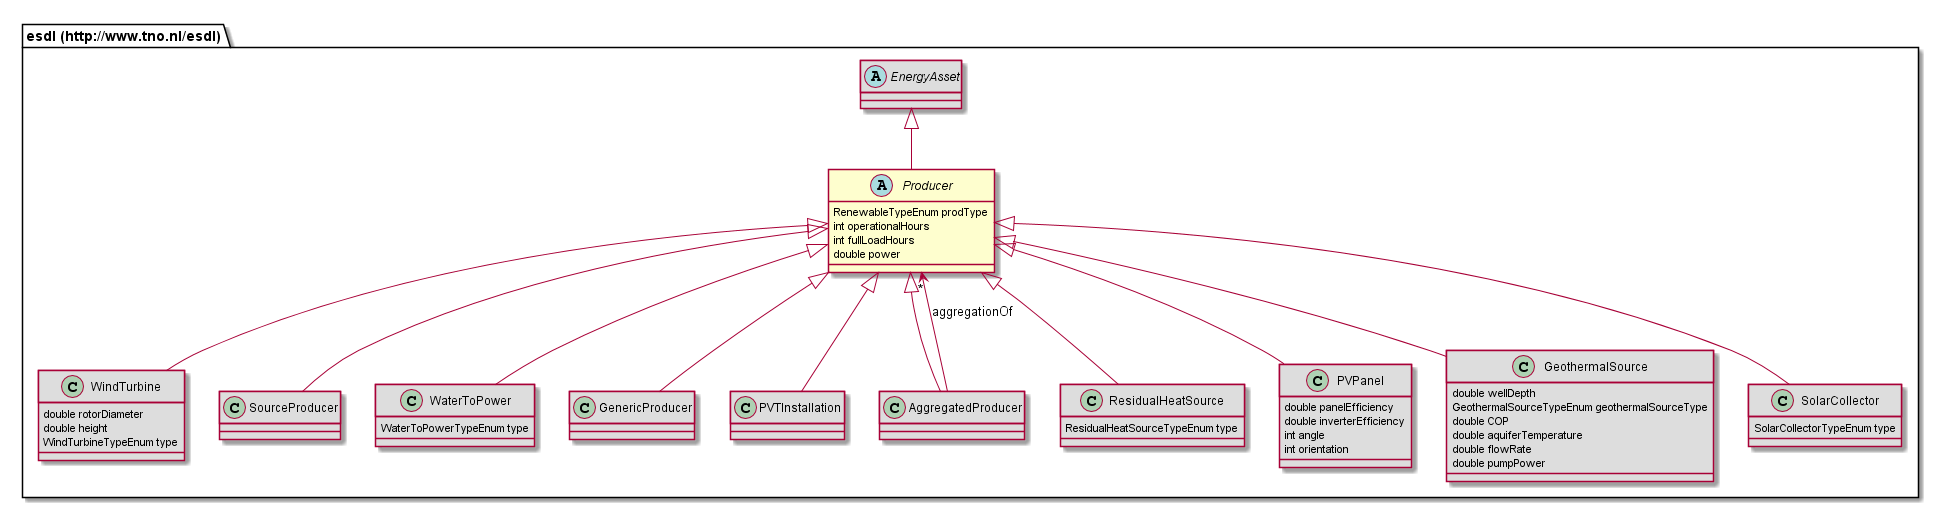 esdl (http://www.tno.nl/esdl)
A EnergyAsset
A Producer
RenewableTypeEnum prodType
int operationalHours
int fullLoadHours
double power
*
aggregationOf
C WindTurbine
double rotorDiameter
double height
WindTurbineTypeEnum type
C SourceProducer
C WaterToPower
WaterToPowerTypeEnum type
C GenericProducer
C PVTInstallation
C AggregatedProducer
C ResidualHeatSource
ResidualHeatSourceTypeEnum type
C PVPanel
double panelEfficiency
double inverterEfficiency
int angle
int orientation
C GeothermalSource
double wellDepth
GeothermalSourceTypeEnum geothermalSourceType
double COP
double aquiferTemperature
double flowRate
double pumpPower
C SolarCollector
SolarCollectorTypeEnum type